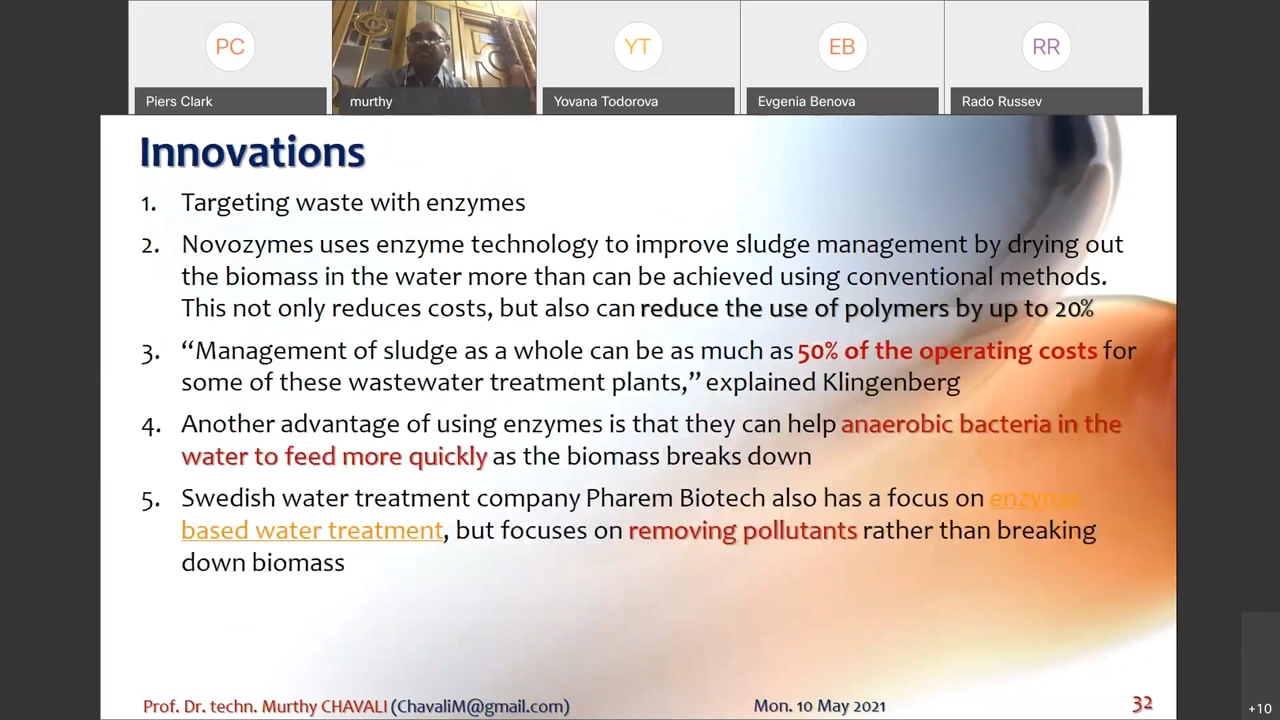 PC
YT
EB
RR
Piers Clark
murthy
Yovana Todorova
Evgenia Benova
Rado Russev
Innovations
1. Targeting waste with enzymes
2. Novozymes uses enzyme technology to improve sludge management by drying out
the biomass in the water more than can be achieved using conventional methods.
This not only reduces costs, but also can reduce the use of polymers by up to 20%
3. “Management of sludge as a whole can be as much as 50% of the operating costs for
some of these wastewater treatment plants,” explained Klingenberg
4. Another advantage of using enzymes is that they can help anaerobic bacteria in the
water to feed more quickly as the biomass breaks down
5. Swedish water treatment company Pharem Biotech also has a focus on enzyme-
based water treatment, but focuses on removing pollutants rather than breaking
down biomass
Prof. Dr. techn. Murthy CHAVALI (ChavaliM@gmail.com) Mon. 10 May 2021 32
+10